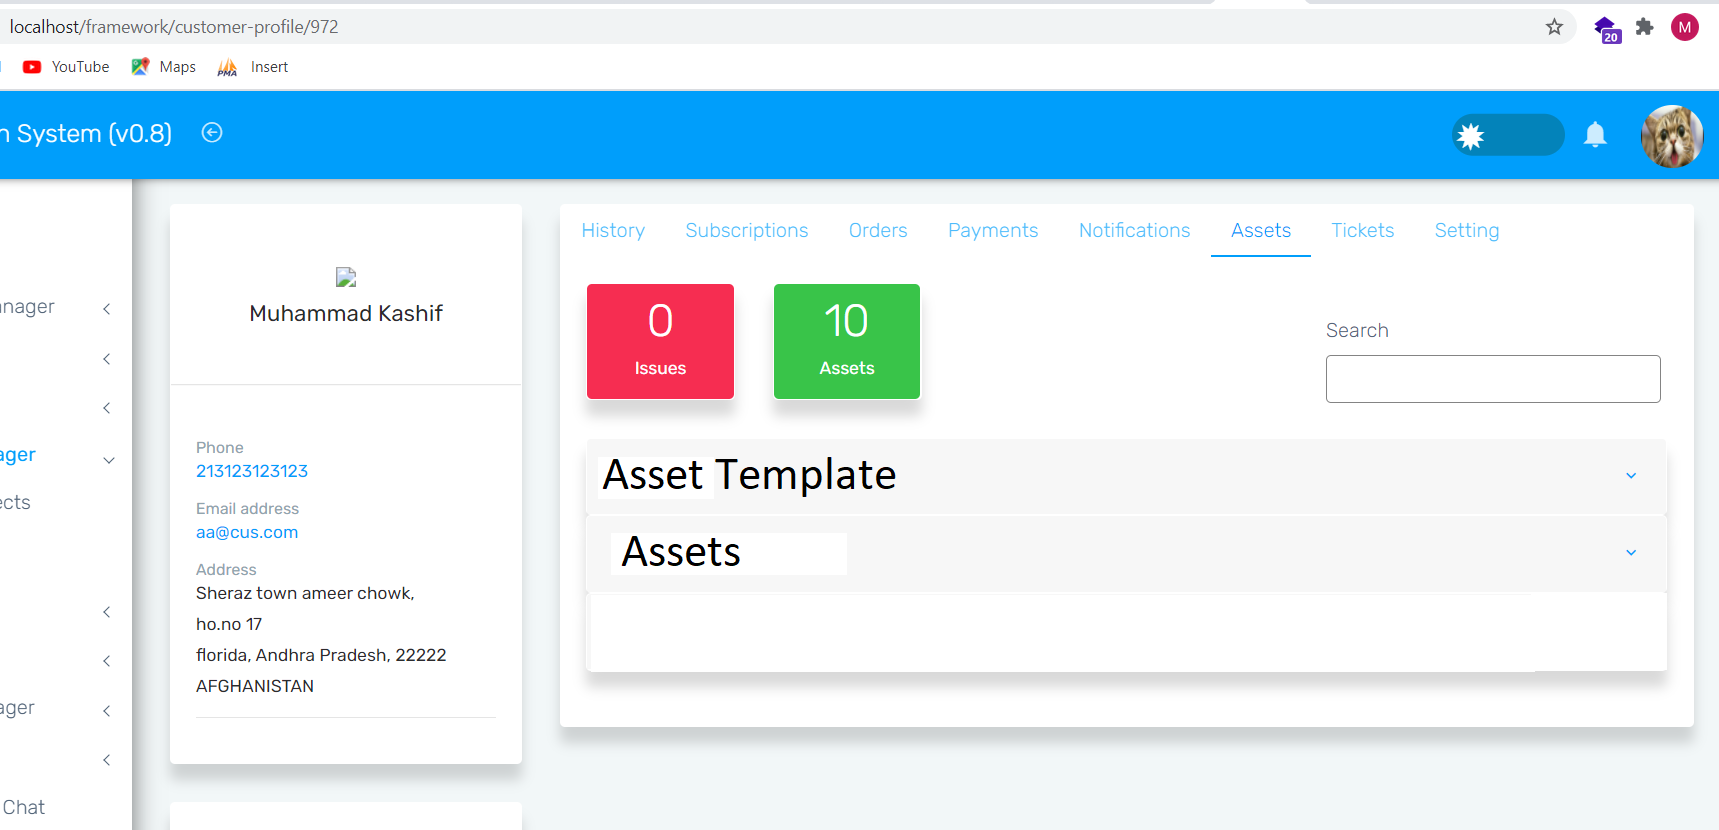 localhost/framework/customer-profile/972
20
M
YouTube Maps PMA Insert
n System (v0.8)
nager
ager
ects
ager
Chat
Muhammad Kashif
Phone
213123123123
Email address
aa@cus.com
Address
Sheraz town ameer chowk,
ho.no 17
florida, Andhra Pradesh, 22222
AFGHANISTAN
History Subscriptions Orders Payments Notifications Assets Tickets Setting
0
Issues
10
Assets
Search
Asset Template
Assets